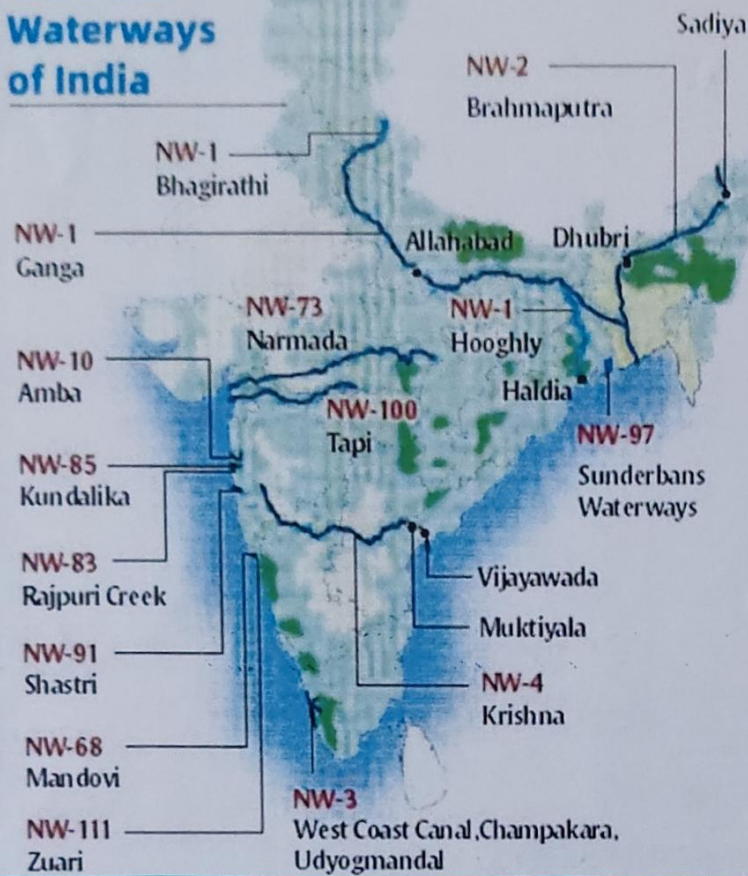 Waterways
of India
Sadiya
NW-2
Brahmaputra
NW-1
Bhagirathi
NW-1
Ganga
Allahabad
Dhubri
NW-73
Narmada
NW-1
Hooghly
NW-10
Amba
Haldia
NW-100
Tapi
NW-97
Sunderbans
Waterways
NW-85
Kundalika
NW-83
Rajpuri Creek
Vijayawada
Muktiyala
NW-91
Shastri
NW-4
Krishna
NW-68
Mandovi
NW-3
West Coast Canal,Champakara,
Udyogmandal
NW-111
Zuari